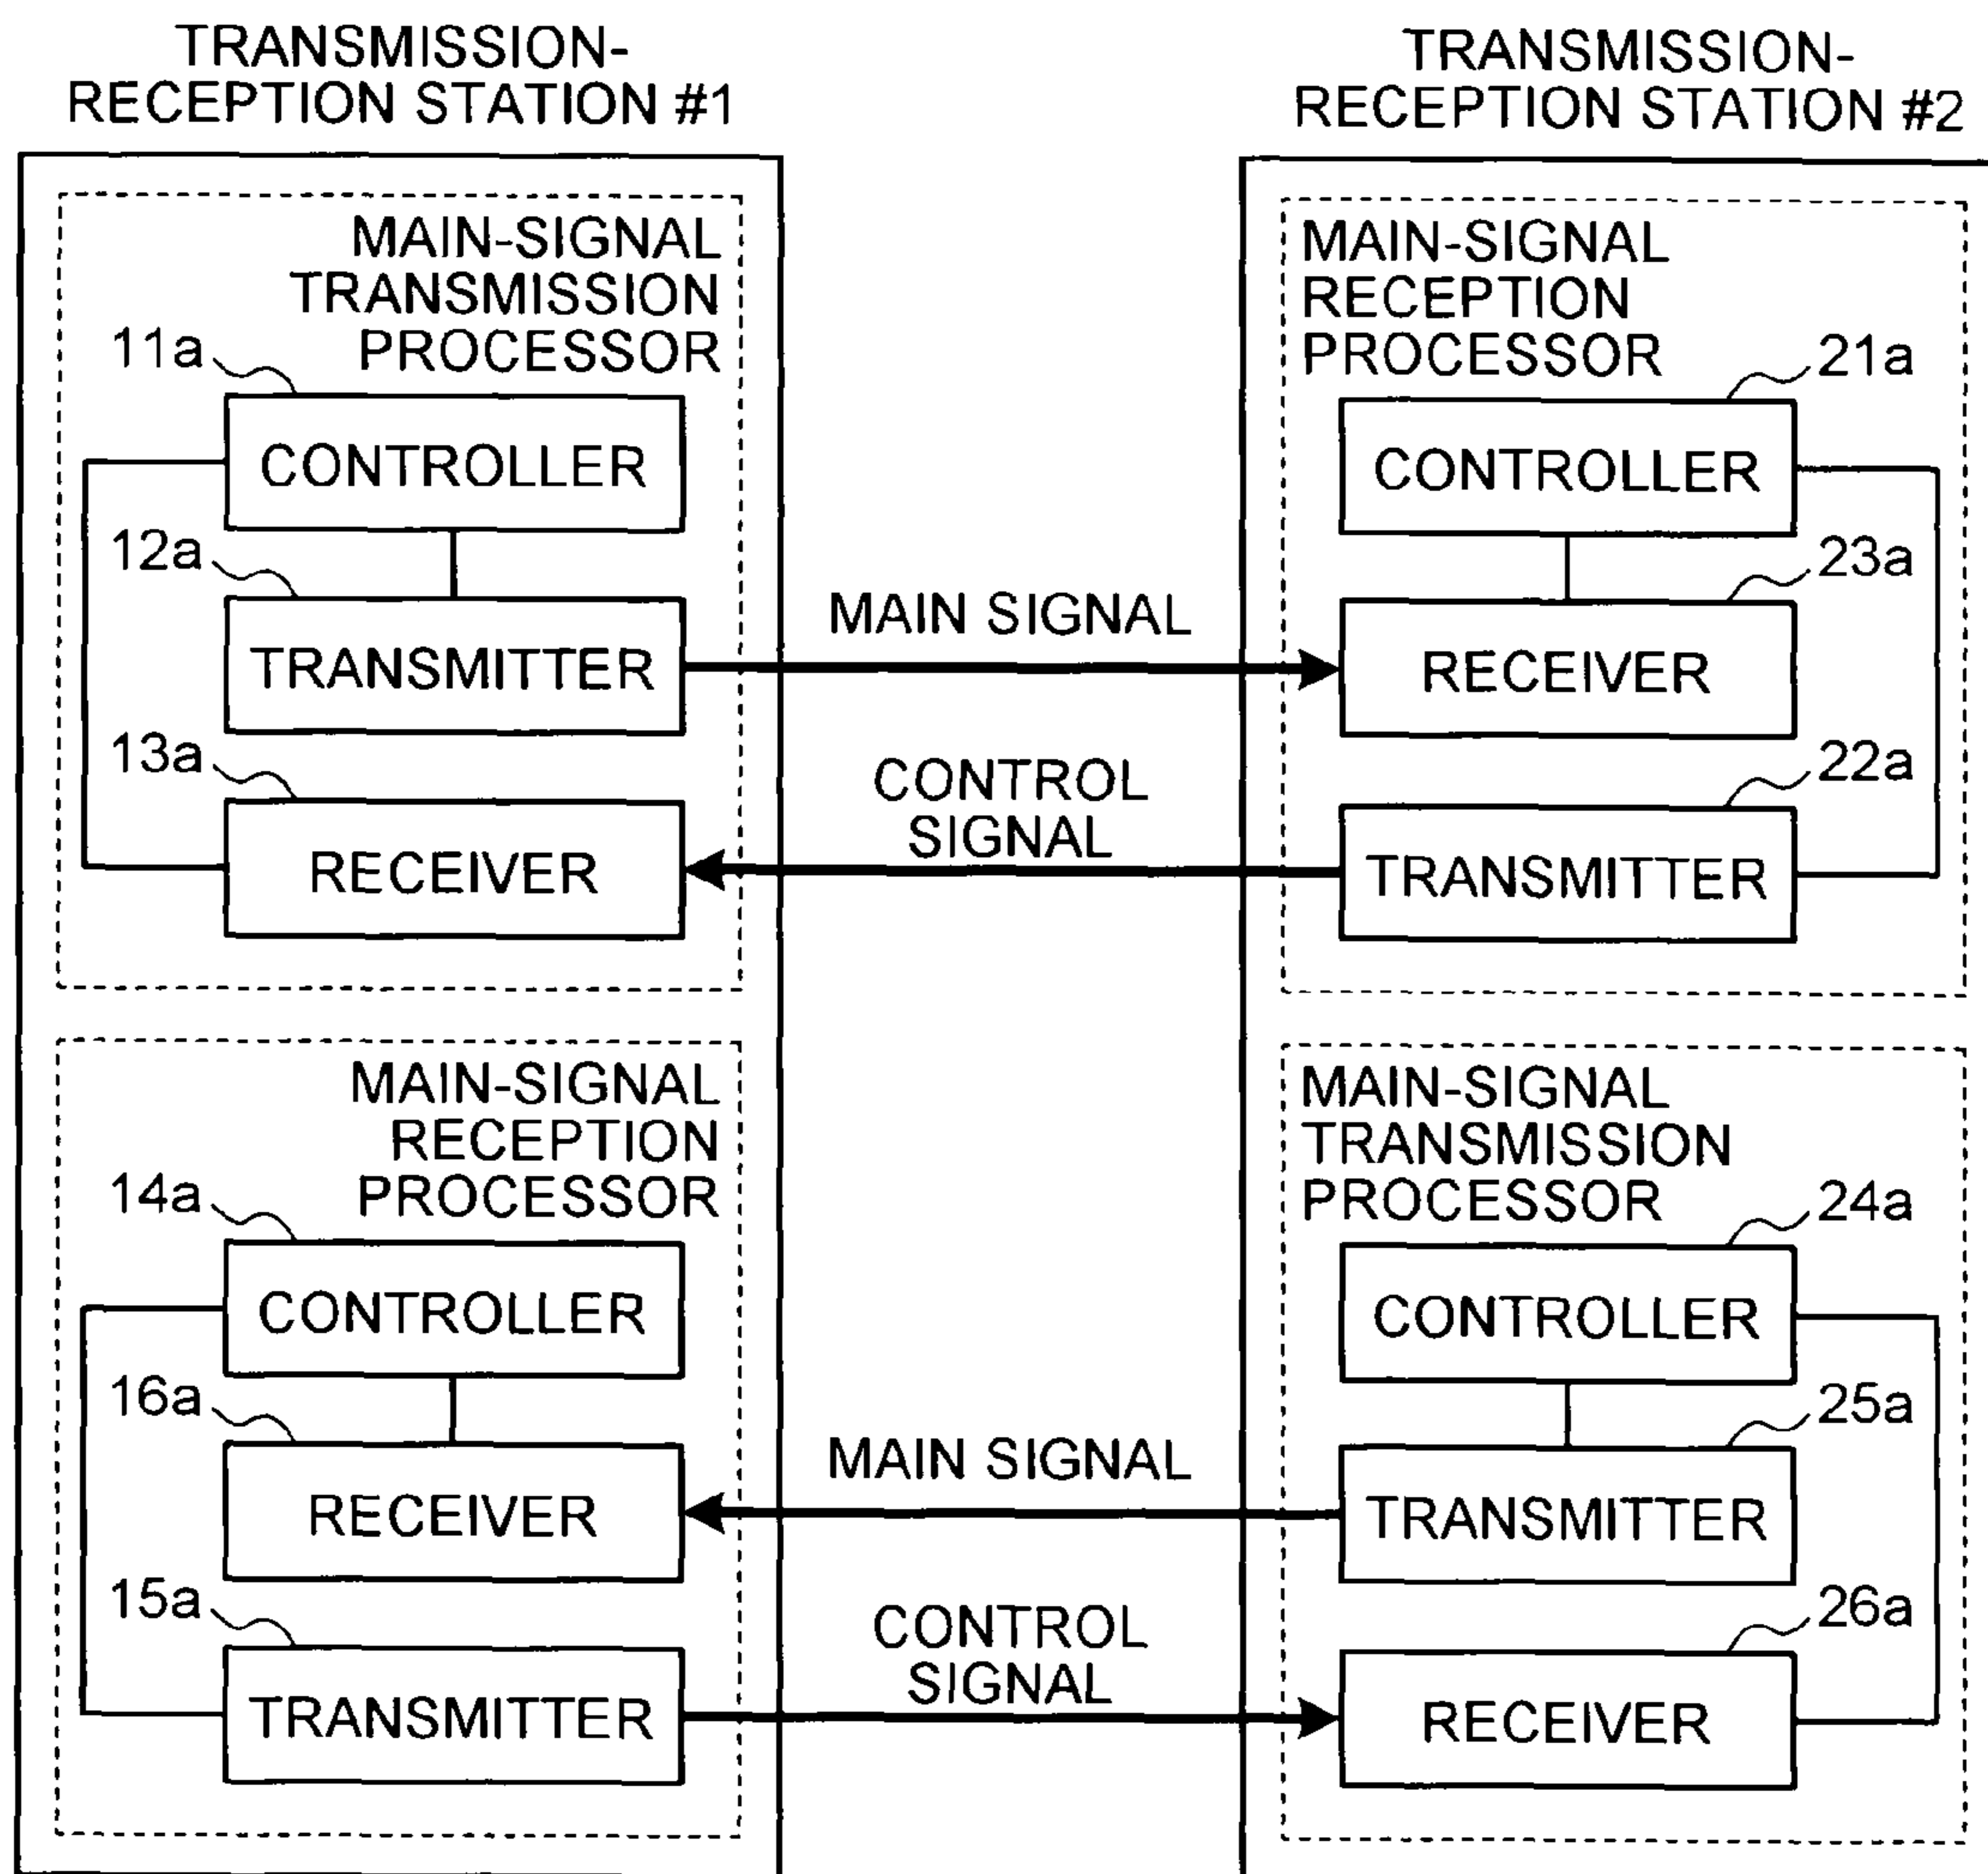 TRANSMISSION-
RECEPTION STATION #1
MAIN-SIGNAL
TRANSMISSION
PROCESSOR
11a
CONTROLLER
12a
TRANSMITTER
13a
RECEIVER
MAIN-SIGNAL
RECEPTION
PROCESSOR
14a
CONTROLLER
16a
RECEIVER
15a
TRANSMITTER
MAIN SIGNAL
CONTROL
SIGNAL
MAIN SIGNAL
CONTROL
SIGNAL
TRANSMISSION-
RECEPTION STATION #2
MAIN-SIGNAL
RECEPTION
PROCESSOR
21a
CONTROLLER
23a
RECEIVER
22a
TRANSMITTER
MAIN-SIGNAL
TRANSMISSION
PROCESSOR
24a
CONTROLLER
25a
TRANSMITTER
26a
RECEIVER